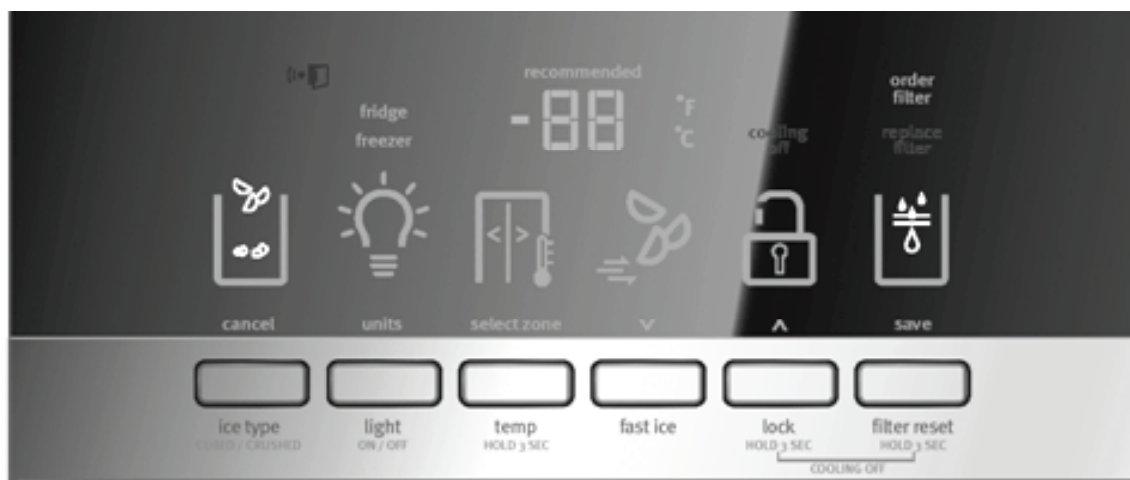 recommended
-88 °F
°C
fridge
freezer
cooling
off
order
filter
replace
filter
cancel
units
select zone
save
ice type
CUBED / CRUSHED
light
ON / OFF
temp
HOLD 3 SEC
fast ice
lock
HOLD 3 SEC
filter reset
HOLD 3 SEC
COOLING OFF